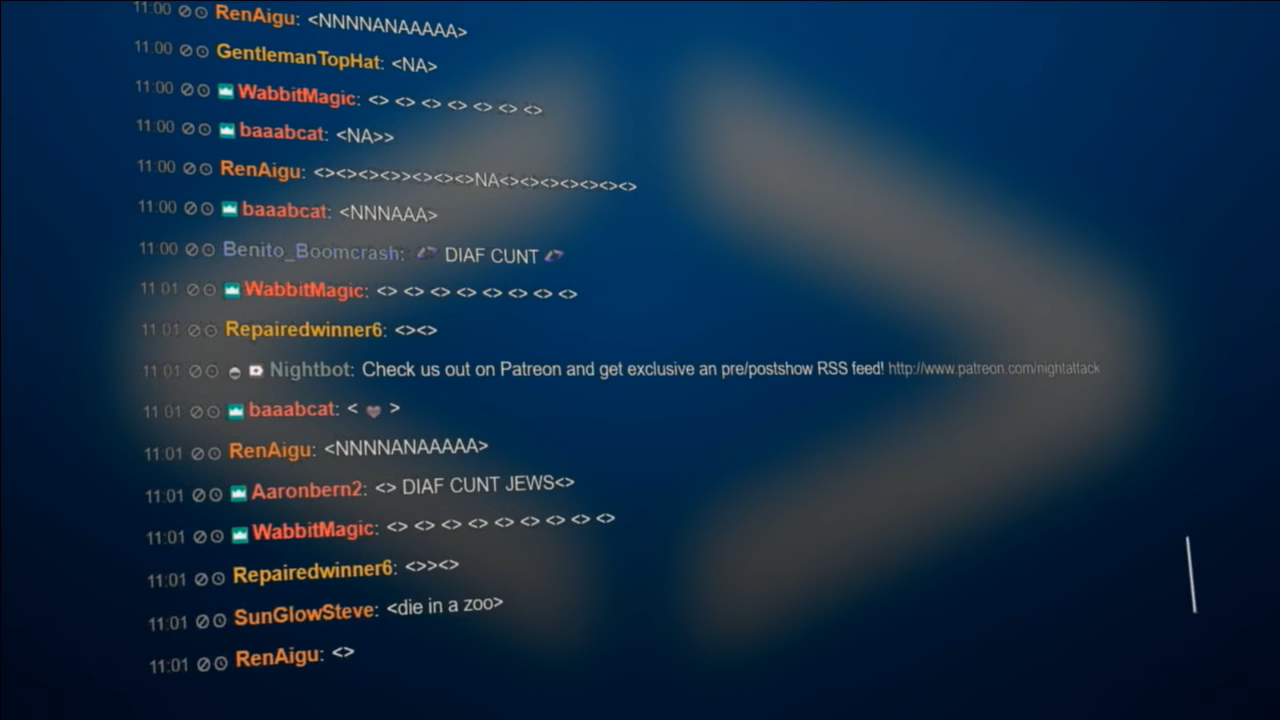 11:00 RenAigu: <NNNNANAAAAA>
11:00 GentlemanTopHat: <NA>
11:00 WabbitMagic: <> <> <> <> <> <> <>
11:00 baaabcat: <NA>>
11:00 RenAigu: <><><><>><><><>NA<><><><><><>
11:00 baaabcat: <NNNAAA>
11:00 Benito_Boomcrash: DIAF CUNT
11:01 WabbitMagic: <> <> <> <> <> <> <> <>
11:01 Repairedwinner6: <><>
11:01 Nightbot: Check us out on Patreon and get exclusive an pre/postshow RSS feed! http://www.patreon.com/nightattack
11:01 baaabcat: < >
11:01 RenAigu: <NNNNANAAAAA>
11:01 Aaronbern2: <> DIAF CUNT JEWS<>
11:01 WabbitMagic: <> <> <> <> <> <> <> <> <>
11:01 Repairedwinner6: <>><>
11:01 SunGlowSteve: <die in a zoo>
11:01 RenAigu: <>